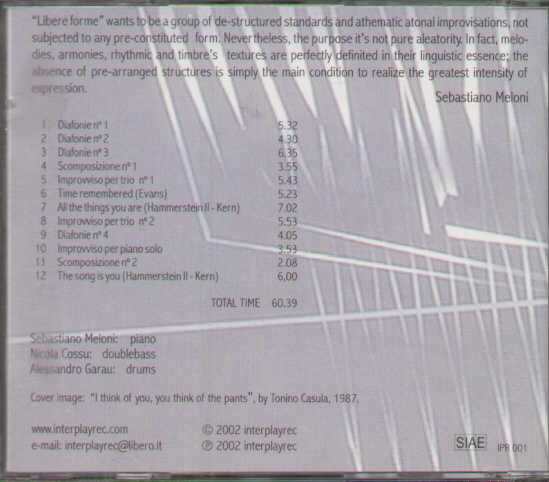 "Libere forme" wants to be a group of de-structured standards and athematic atonal improvisations, not
subjected to any pre-constituted form. Nevertheless, the purpose it's not pure aleatority. In fact, melo-
dies, armonies, rhythmic and timbre's textures are perfectly definited in their linguistic essence; the
absence of pre-arranged structures is simply the main condition to realize the greatest intensity of
expression.
Sebastiano Meloni
1 Diafonie n° 1 5.32
2 Diafonie n° 2 4.30
3 Diafonie n° 3 6.35
4 Scomposizione n° 1 3.55
5 Improvviso per trio n° 1 5.43
6 Time remembered (Evans) 5.23
7 All the things you are (Hammerstein II - Kern) 7.02
8 Improvviso per trio n° 2 5.53
9 Diafonie n° 4 4.05
10 Improvviso per piano solo 3.53
11 Scomposizione n° 2 2.08
12 The song is you (Hammerstein II - Kern) 6,00
TOTAL TIME 60.39
Sebastiano Meloni: piano
Nicola Cossu: doublebass
Alessandro Garau: drums
Cover image: "I think of you, you think of the pants", by Tonino Casula, 1987.
www.interplayrec.com © 2002 interplayrec
e-mail: interplayrec@libero.it ℗ 2002 interplayrec
SIAE IPR 001